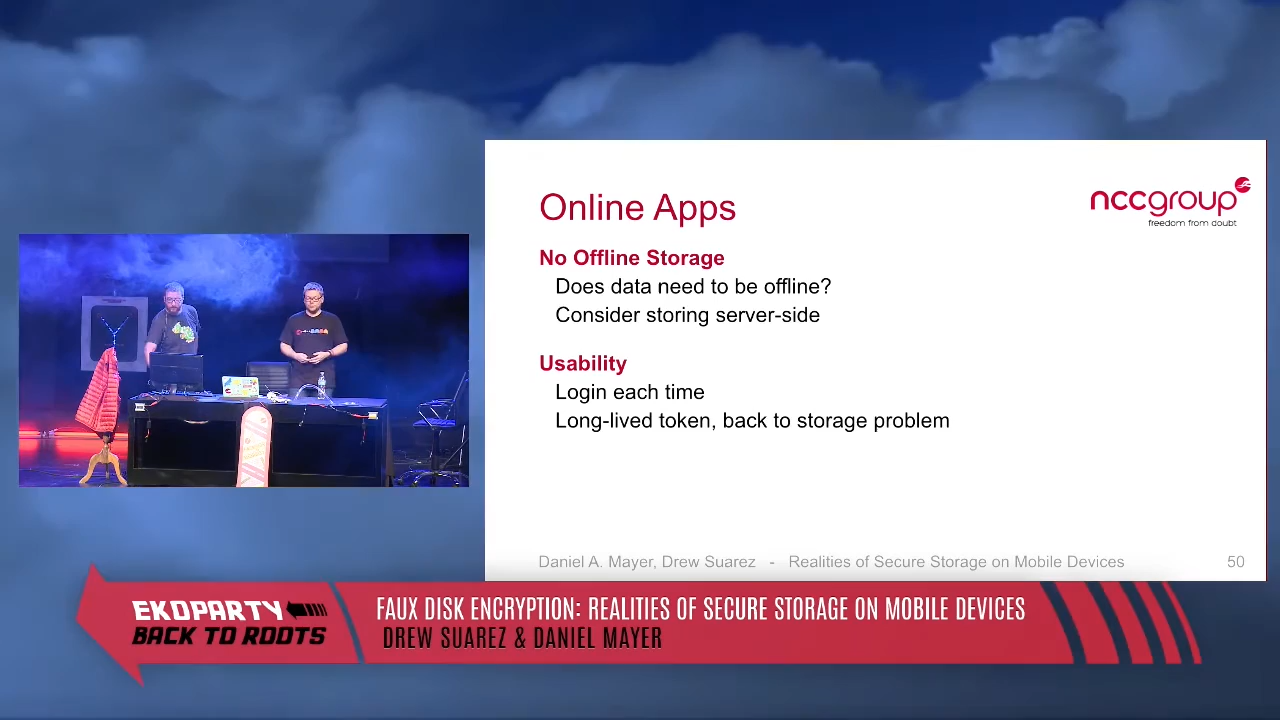 Online Apps
nccgroup
freedom from doubt
No Offline Storage
Does data need to be offline?
Consider storing server-side
Usability
Login each time
Long-lived token, back to storage problem
Daniel A. Mayer, Drew Suarez - Realities of Secure Storage on Mobile Devices 50
EKOPARTY
BACK TO ROOTS
FAUX DISK ENCRYPTION: REALITIES OF SECURE STORAGE ON MOBILE DEVICES
DREW SUAREZ & DANIEL MAYER